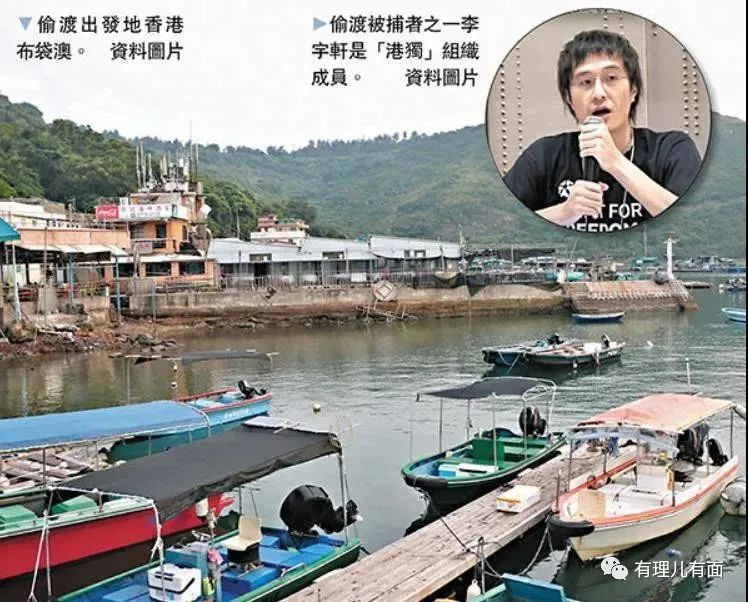 ▼偷渡出發地香港
布袋澳。 資料圖片
▶偷渡被捕者之一李
宇軒是「港獨」組織
成員。 資料圖片
FOR
FREEDOM
有理儿有面